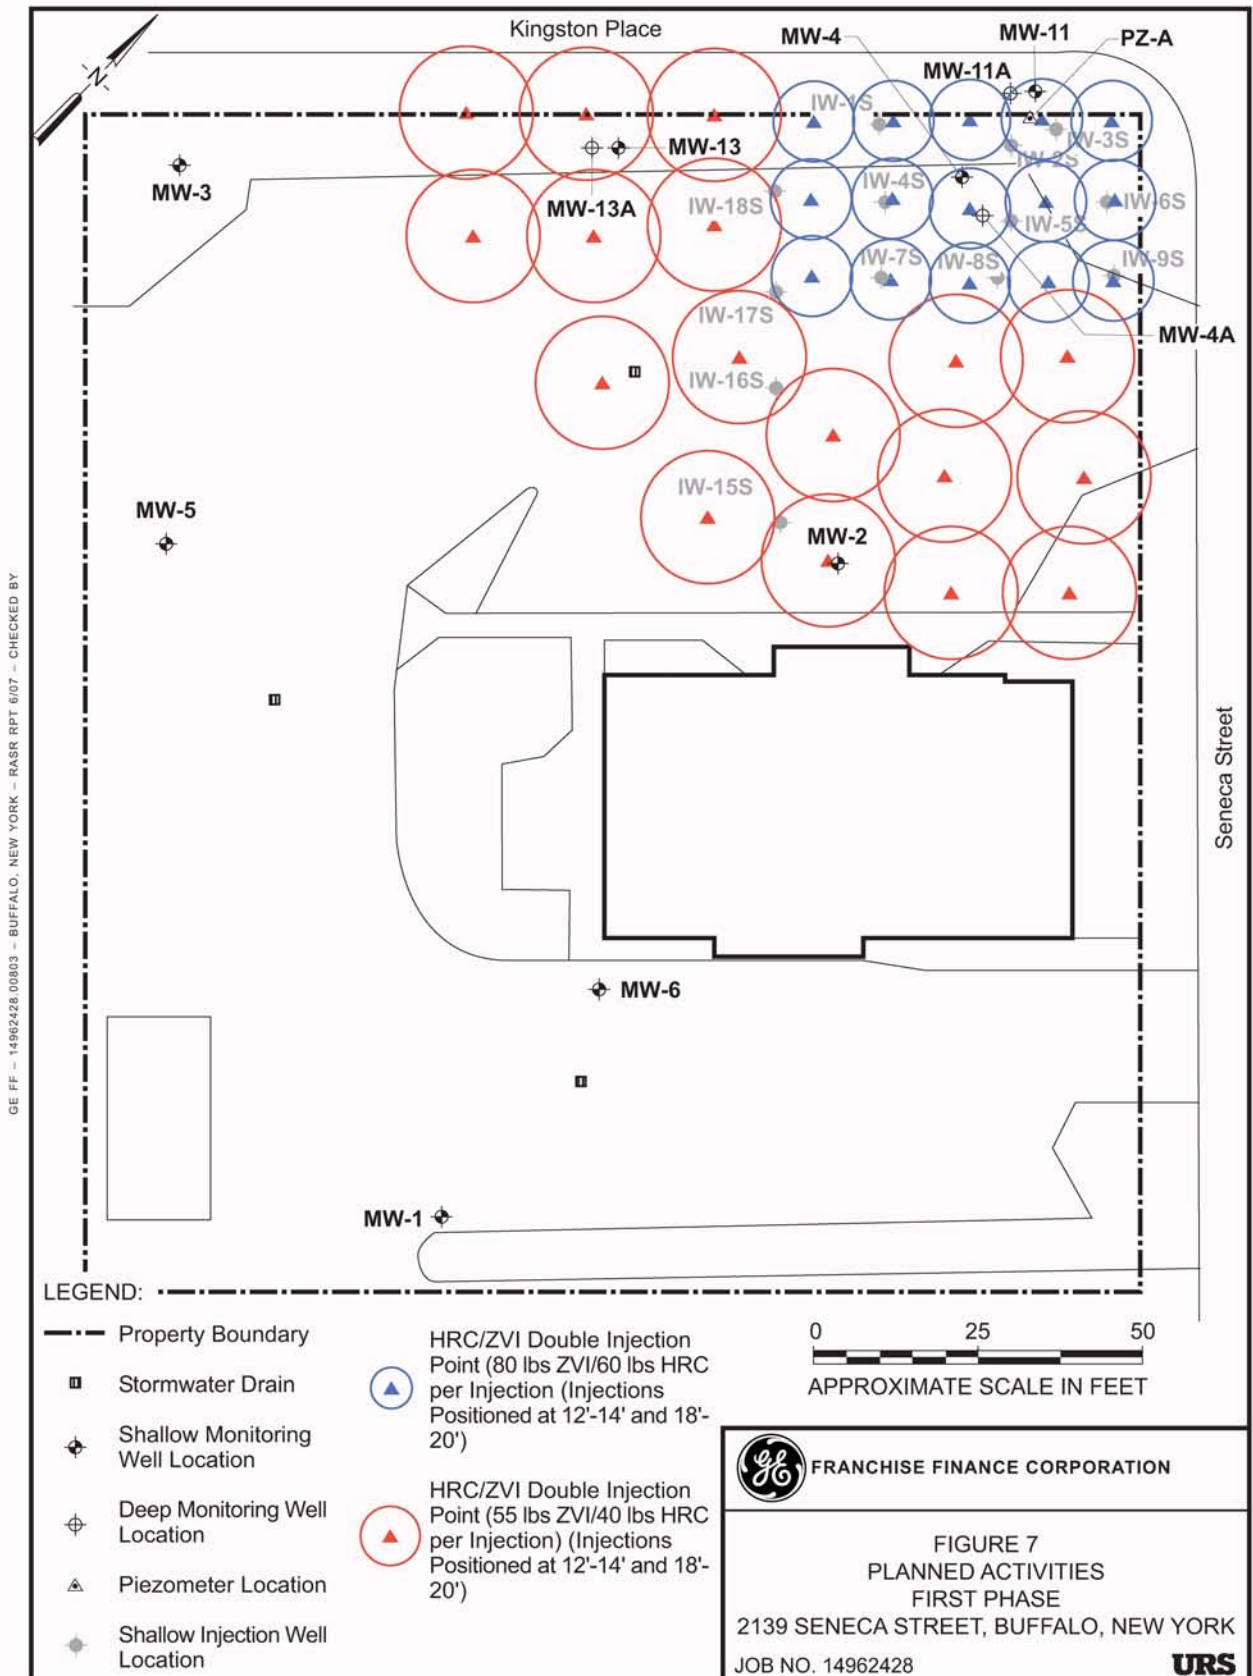 Kingston Place
MW-4
MW-11
PZ-A
MW-11A
N
IW-1S
IW-3S
MW-13
IW-2S
MW-3
IW-4S
MW-13A
IW-18S
IW-6S
IW-5S
IW-7S
IW-8S
IW-9S
IW-17S
MW-4A
IW-16S
IW-15S
MW-5
MW-2
Seneca Street
GE FF – 14962428.00803 – BUFFALO, NEW YORK – RASR RPT 6/07 – CHECKED BY
MW-6
MW-1
LEGEND:
Property Boundary
Stormwater Drain
Shallow Monitoring
Well Location
Deep Monitoring Well
Location
Piezometer Location
Shallow Injection Well
Location
HRC/ZVI Double Injection
Point (80 lbs ZVI/60 lbs HRC
per Injection (Injections
Positioned at 12'-14' and 18'-
20')
HRC/ZVI Double Injection
Point (55 lbs ZVI/40 lbs HRC
per Injection) (Injections
Positioned at 12'-14' and 18'-
20')
0 25 50
APPROXIMATE SCALE IN FEET
GE
FRANCHISE FINANCE CORPORATION
FIGURE 7
PLANNED ACTIVITIES
FIRST PHASE
2139 SENECA STREET, BUFFALO, NEW YORK
JOB NO. 14962428
URS